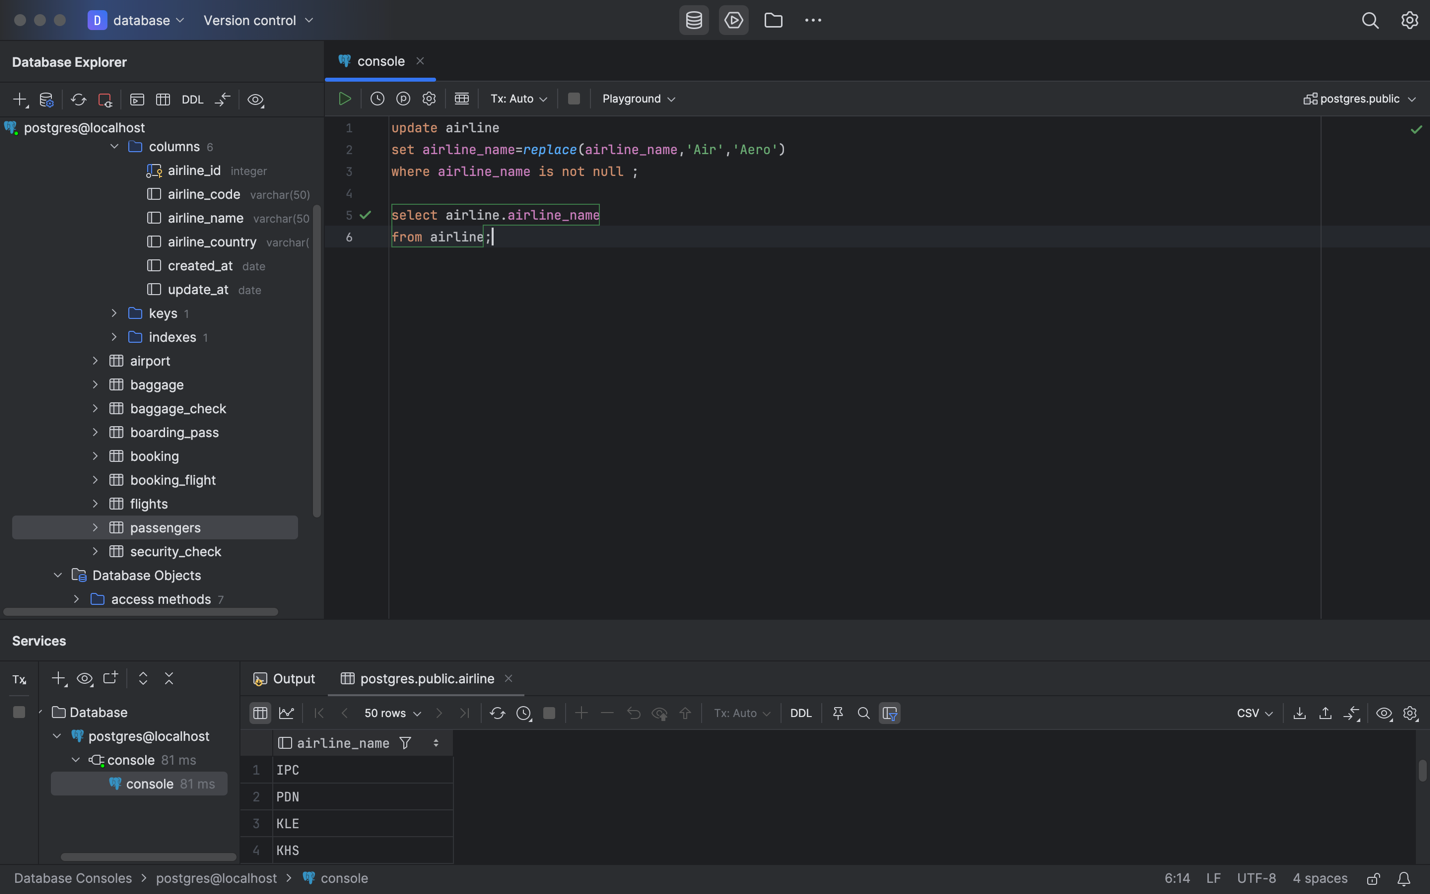 D database Version control
Database Explorer
console
DDL
Tx: Auto Playground postgres.public
postgres@localhost
columns 6
airline_id integer
airline_code varchar(50)
airline_name varchar(50
airline_country varchar(
created_at date
update_at date
keys 1
indexes 1
airport
baggage
baggage_check
boarding_pass
booking
booking_flight
flights
passengers
security_check
Database Objects
access methods 7
1 update airline
2 set airline_name=replace(airline_name,'Air','Aero')
3 where airline_name is not null ;
4
5 select airline.airline_name
6 from airline;
Services
Tx
Output postgres.public.airline
Database
postgres@localhost
console 81 ms
console 81 ms
50 rows Tx: Auto DDL CSV
airline_name
1 IPC
2 PDN
3 KLE
4 KHS
Database Consoles > postgres@localhost > console 6:14 LF UTF-8 4 spaces